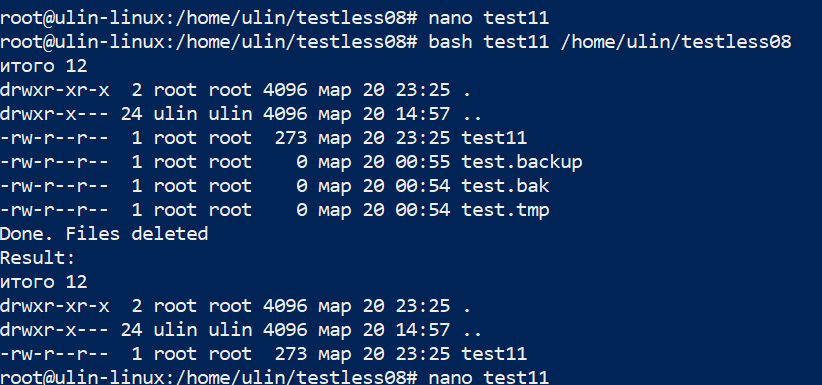 root@ulin-linux:/home/ulin/testless08# nano test11
root@ulin-linux:/home/ulin/testless08# bash test11 /home/ulin/testless08
итого 12
drwxr-xr-x  2 root root 4096 мар 20 23:25 .
drwxr-x--- 24 ulin ulin 4096 мар 20 14:57 ..
-rw-r--r--  1 root root  273 мар 20 23:25 test11
-rw-r--r--  1 root root    0 мар 20 00:55 test.backup
-rw-r--r--  1 root root    0 мар 20 00:54 test.bak
-rw-r--r--  1 root root    0 мар 20 00:54 test.tmp
Done. Files deleted
Result:
итого 12
drwxr-xr-x  2 root root 4096 мар 20 23:25 .
drwxr-x--- 24 ulin ulin 4096 мар 20 14:57 ..
-rw-r--r--  1 root root  273 мар 20 23:25 test11
root@ulin-linux:/home/ulin/testless08# nano test11